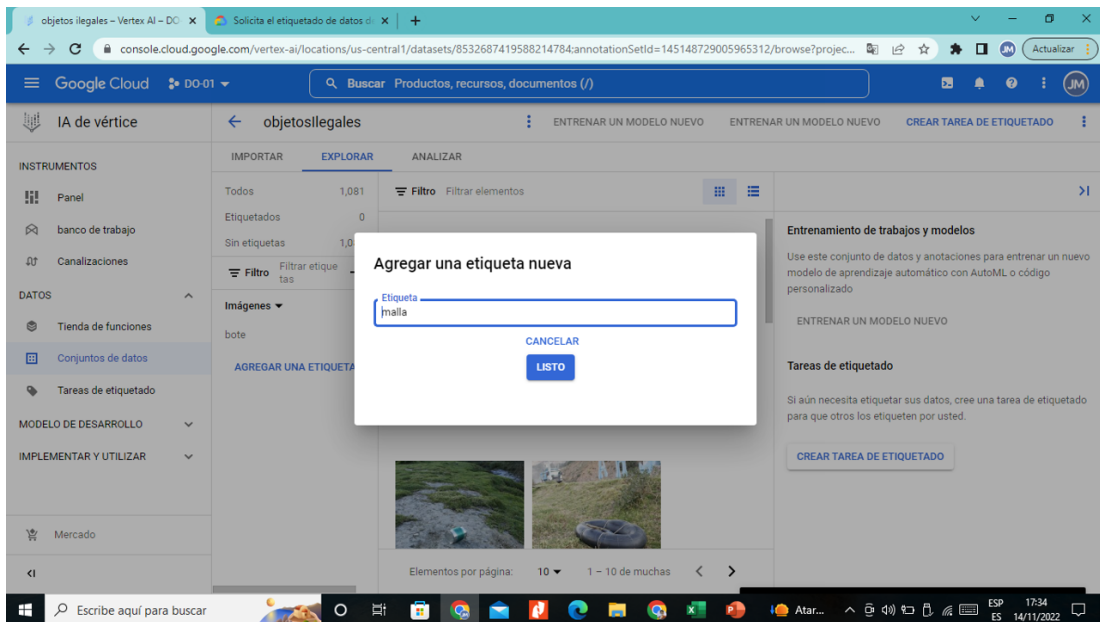 objetos ilegales – Vertex AI – DO
Solicita el etiquetado de datos d
console.cloud.google.com/vertex-ai/locations/us-central1/datasets/8532687419588214784;annotationSetId=145148729005965312/browse?projec...
JM
Actualizar
Google Cloud
DO-01
Buscar Productos, recursos, documentos (/)
JM
IA de vértice
objetosIlegales
ENTRENAR UN MODELO NUEVO
ENTRENAR UN MODELO NUEVO
CREAR TAREA DE ETIQUETADO
INSTRUMENTOS
Panel
banco de trabajo
Canalizaciones
DATOS
Tienda de funciones
Conjuntos de datos
Tareas de etiquetado
MODELO DE DESARROLLO
IMPLEMENTAR Y UTILIZAR
Mercado
IMPORTAR
EXPLORAR
ANALIZAR
Todos 1,081
Etiquetados 0
Sin etiquetas 1,0
Filtro Filtrar etique
tas
Imágenes
bote
AGREGAR UNA ETIQUETA
Filtro Filtrar elementos
Agregar una etiqueta nueva
Etiqueta
malla
CANCELAR
LISTO
Elementos por página: 10 1 – 10 de muchas
Entrenamiento de trabajos y modelos
Use este conjunto de datos y anotaciones para entrenar un nuevo
modelo de aprendizaje automático con AutoML o código
personalizado
ENTRENAR UN MODELO NUEVO
Tareas de etiquetado
Si aún necesita etiquetar sus datos, cree una tarea de etiquetado
para que otros los etiqueten por usted.
CREAR TAREA DE ETIQUETADO
Escribe aquí para buscar
Atar...
ESP
ES
17:34
14/11/2022